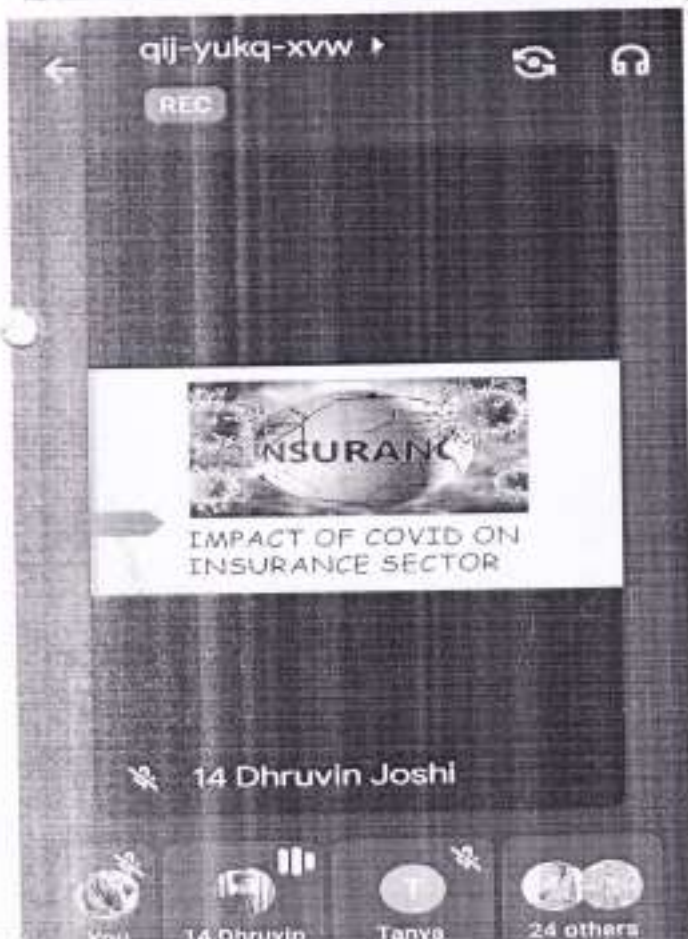 qij-yukq-xvw
REC
NSURANC
IMPACT OF COVID ON
INSURANCE SECTOR
14 Dhruvin Joshi
T
You
14 Dhruvin
Tanya
24 others